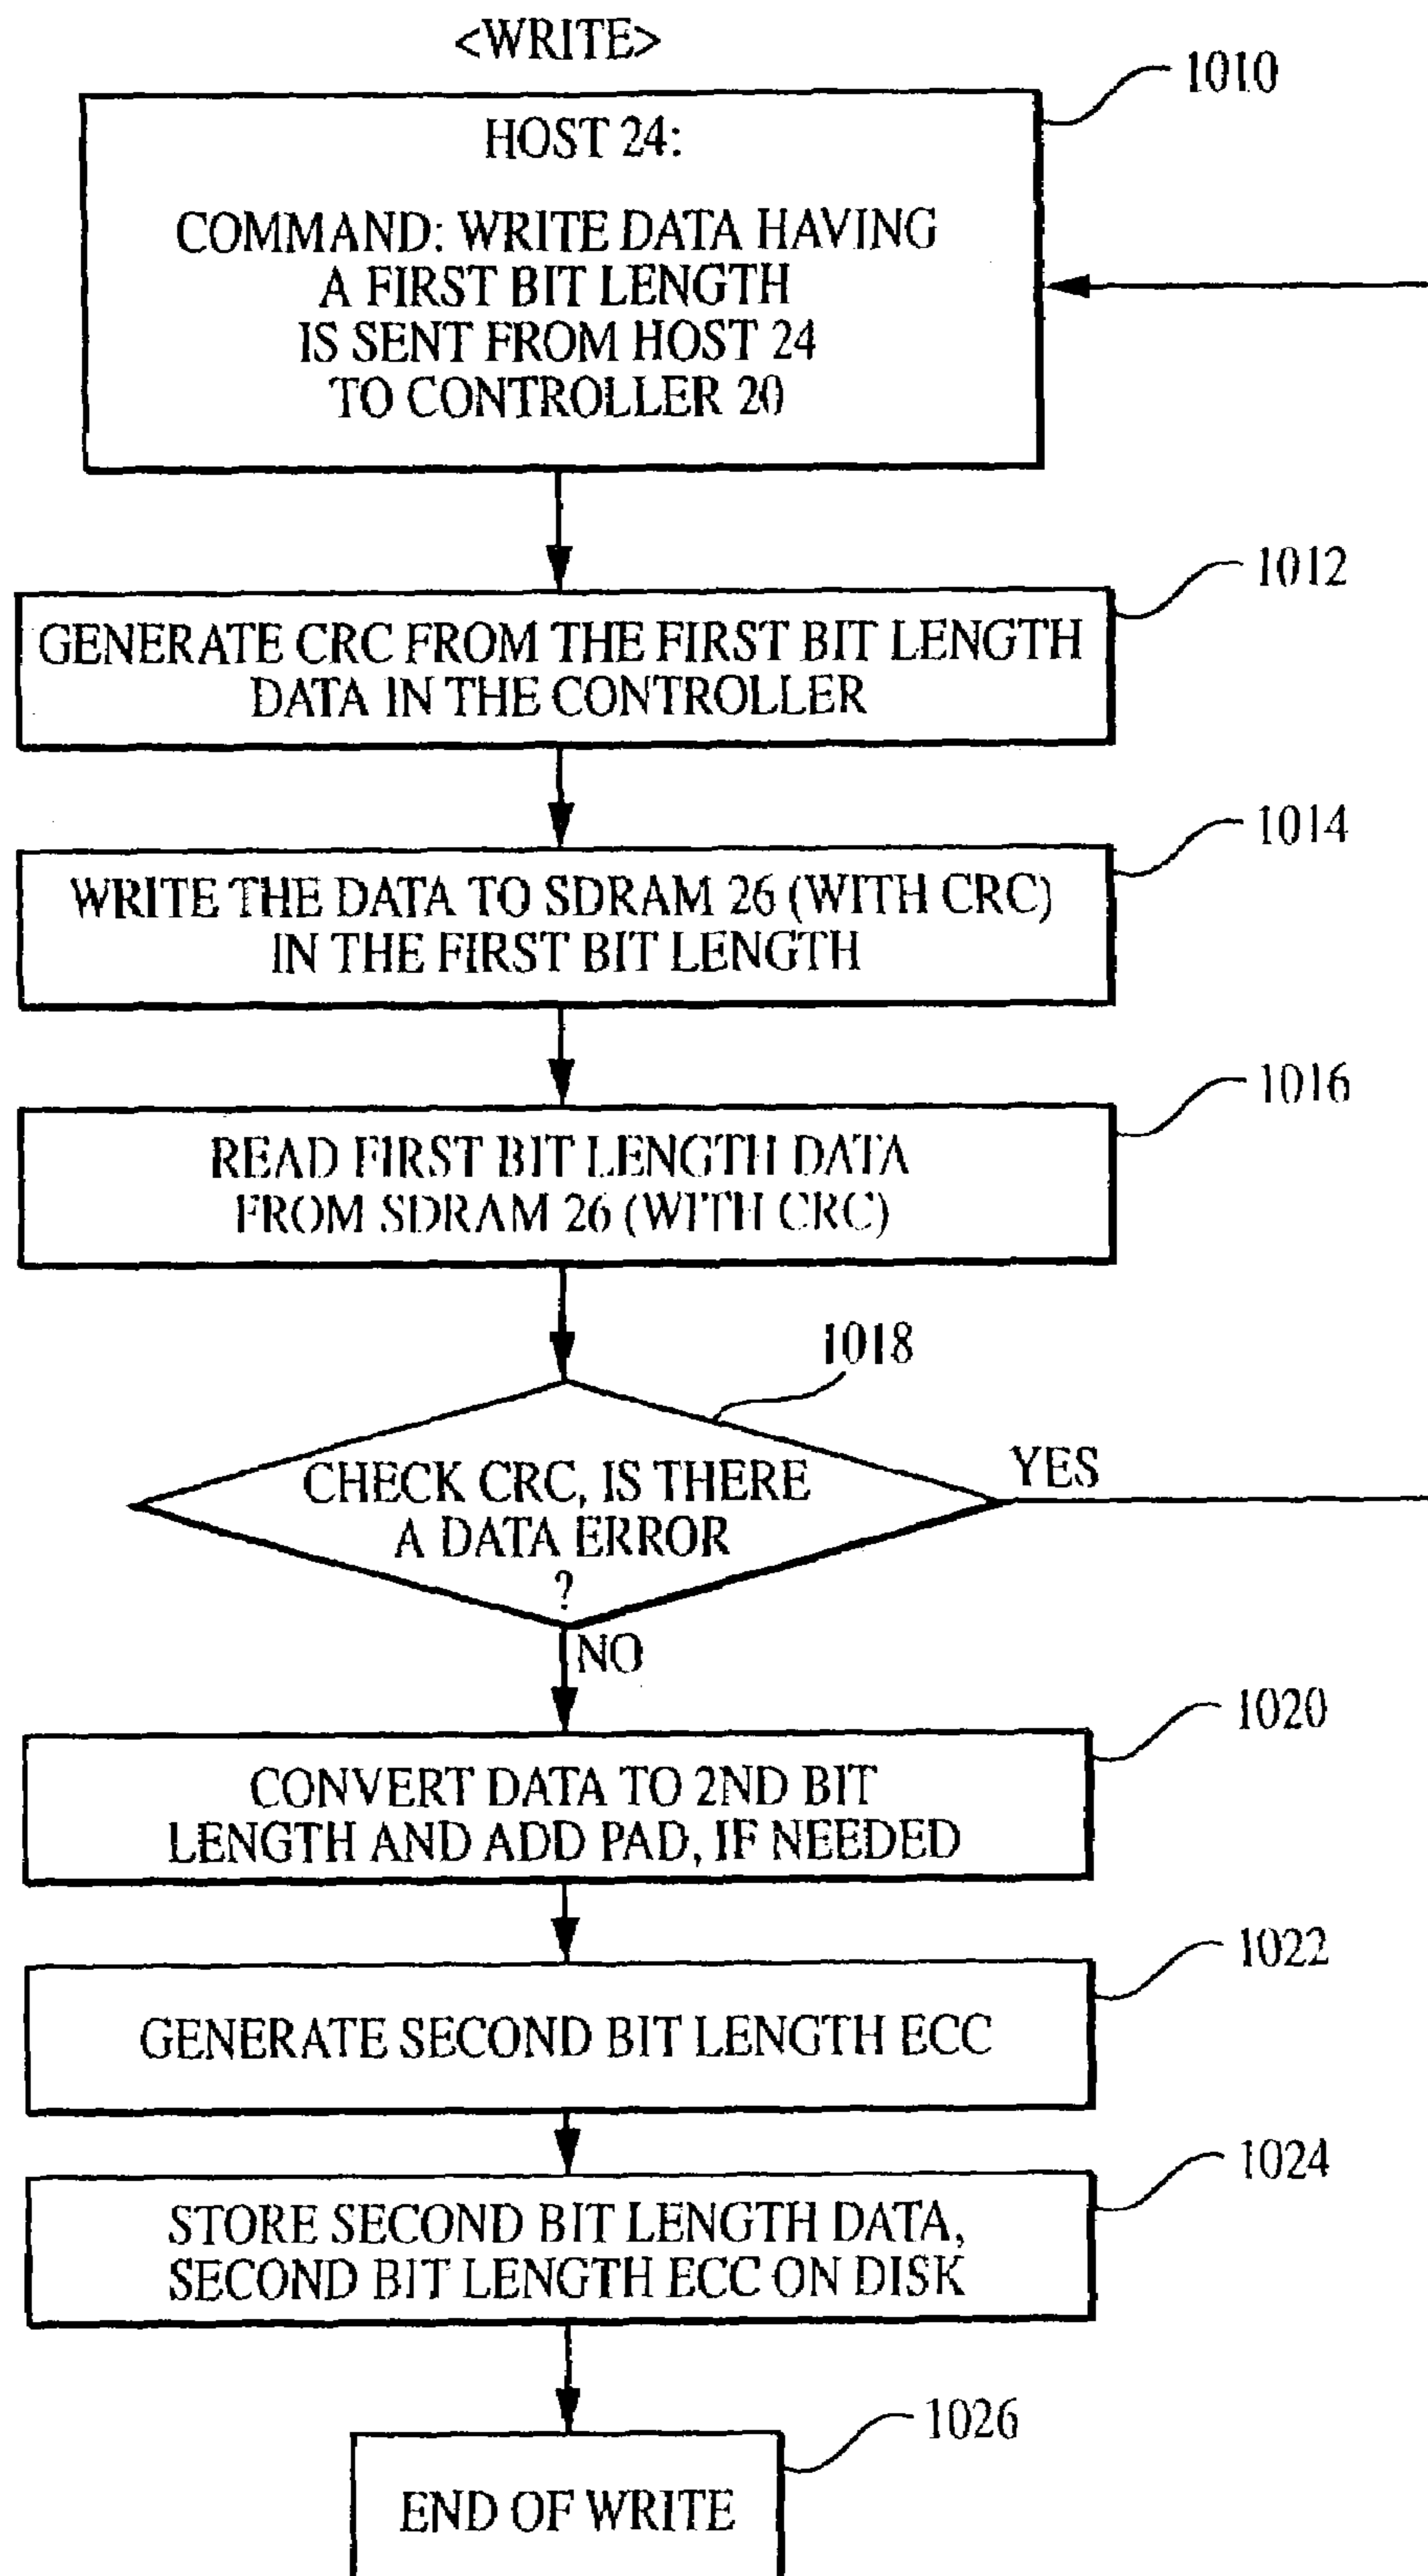 <WRITE>
1010
HOST 24:
COMMAND: WRITE DATA HAVING
A FIRST BIT LENGTH
IS SENT FROM HOST 24
TO CONTROLLER 20
1012
GENERATE CRC FROM THE FIRST BIT LENGTH
DATA IN THE CONTROLLER
1014
WRITE THE DATA TO SDRAM 26 (WITH CRC)
IN THE FIRST BIT LENGTH
1016
READ FIRST BIT LENGTH DATA
FROM SDRAM 26 (WITH CRC)
1018
CHECK CRC, IS THERE
A DATA ERROR
?
YES
NO
1020
CONVERT DATA TO 2ND BIT
LENGTH AND ADD PAD, IF NEEDED
1022
GENERATE SECOND BIT LENGTH ECC
1024
STORE SECOND BIT LENGTH DATA,
SECOND BIT LENGTH ECC ON DISK
1026
END OF WRITE